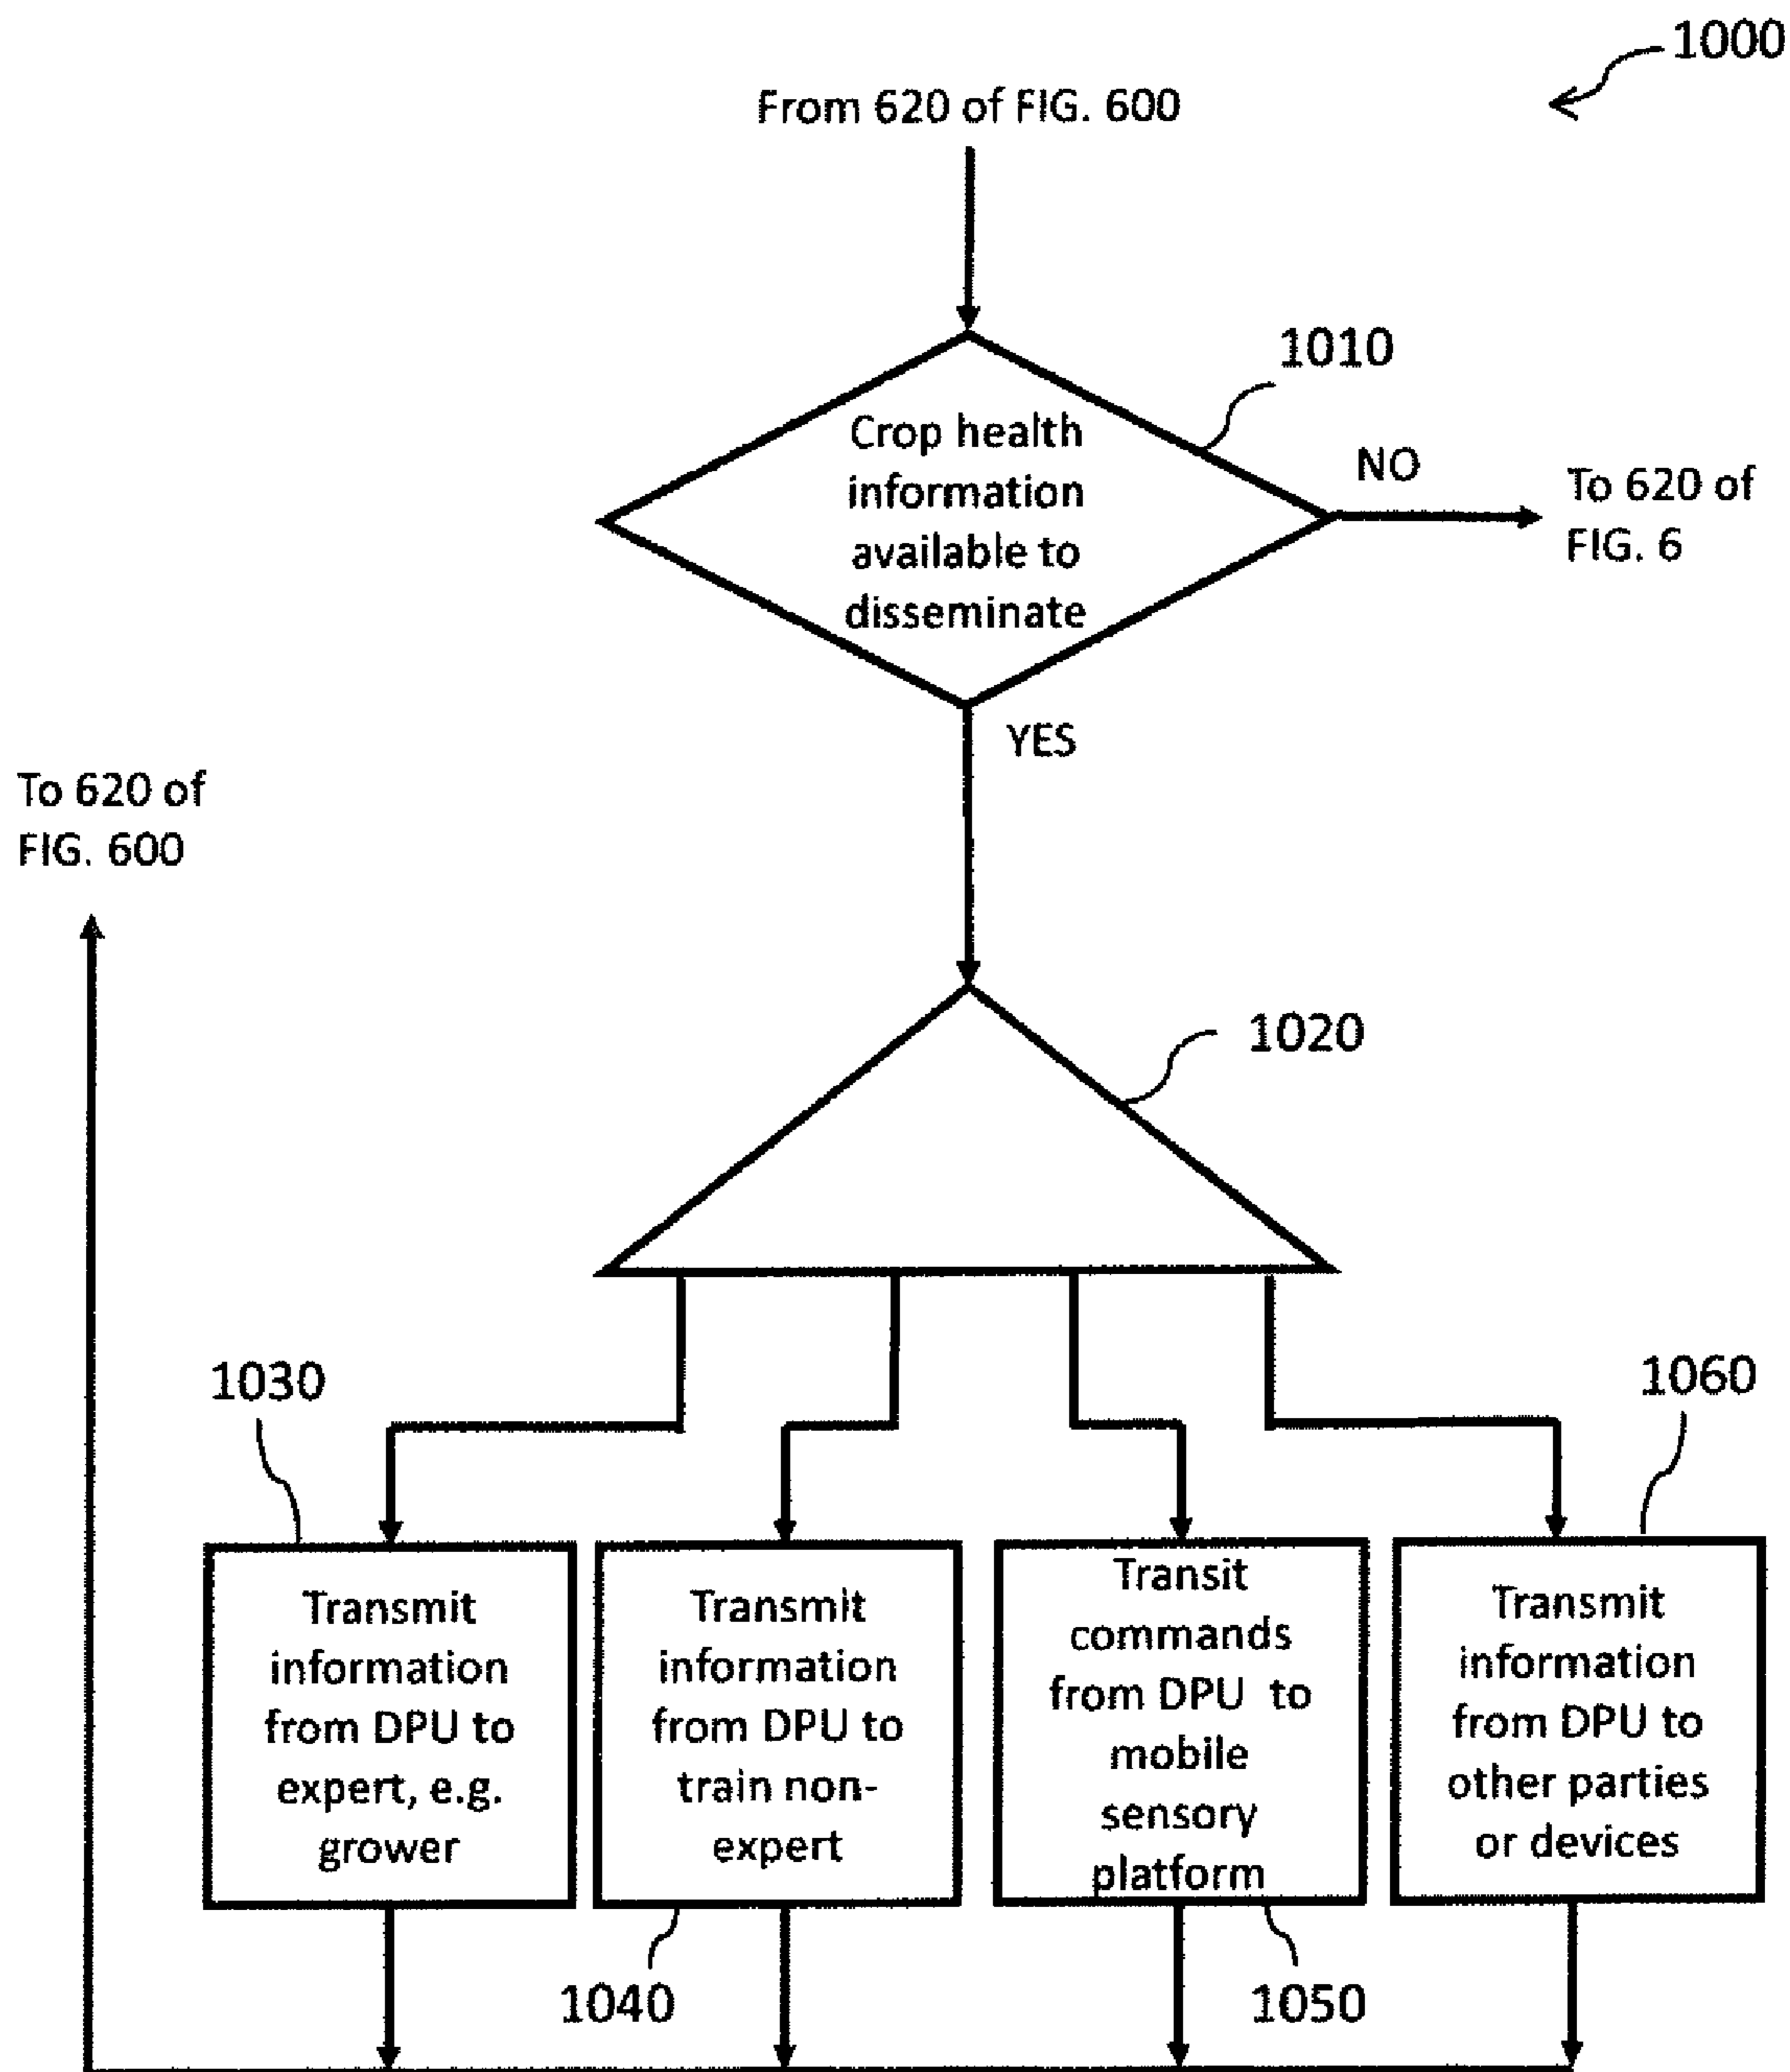 1000
From 620 of FIG. 600
1010
Crop health
information
available to
disseminate
NO
To 620 of
FIG. 6
YES
To 620 of
FIG. 600
1020
1030
1060
Transmit
information
from DPU to
expert, e.g.
grower
Transmit
information
from DPU to
train non-
expert
Transit
commands
from DPU to
mobile
sensory
platform
Transmit
information
from DPU to
other parties
or devices
1040
1050